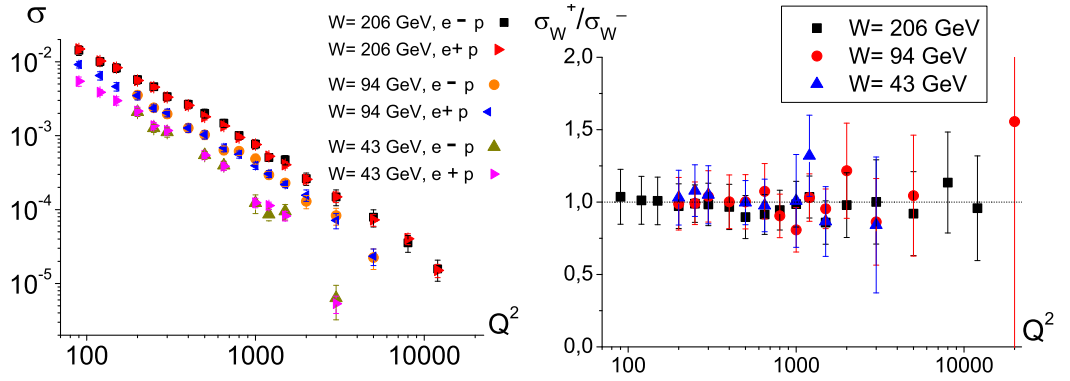 σ
W= 206 GeV, e − p
W= 206 GeV, e+ p
W= 94 GeV, e − p
W= 94 GeV, e+ p
W= 43 GeV, e − p
W= 43 GeV, e + p
10⁻²
10⁻³
10⁻⁴
10⁻⁵
100 1000 10000
Q²
σ_W⁺/σ_W⁻
W= 206 GeV
W= 94 GeV
W= 43 GeV
2,0
1,5
1,0
0,5
0,0
100 1000 10000
Q²